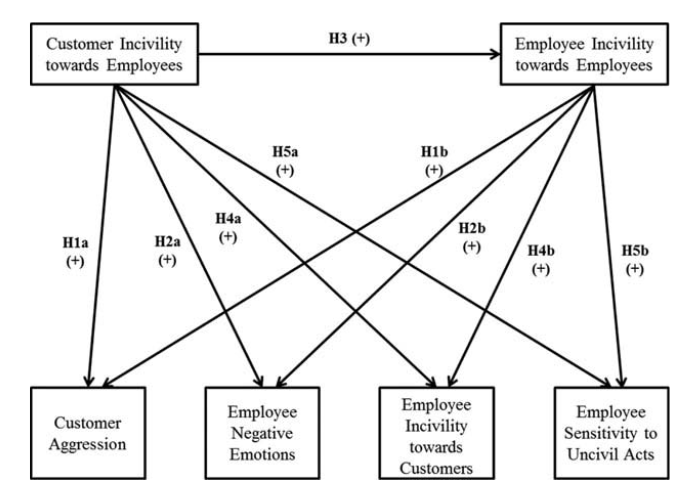 Customer Incivility
towards Employees
H3 (+)
Employee Incivility
towards Employees
H5a
(+)
H1b
(+)
H4a
(+)
H2b
(+)
H1a
(+)
H2a
(+)
H4b
(+)
H5b
(+)
Customer
Aggression
Employee
Negative
Emotions
Employee
Incivility
towards
Customers
Employee
Sensitivity to
Uncivil Acts